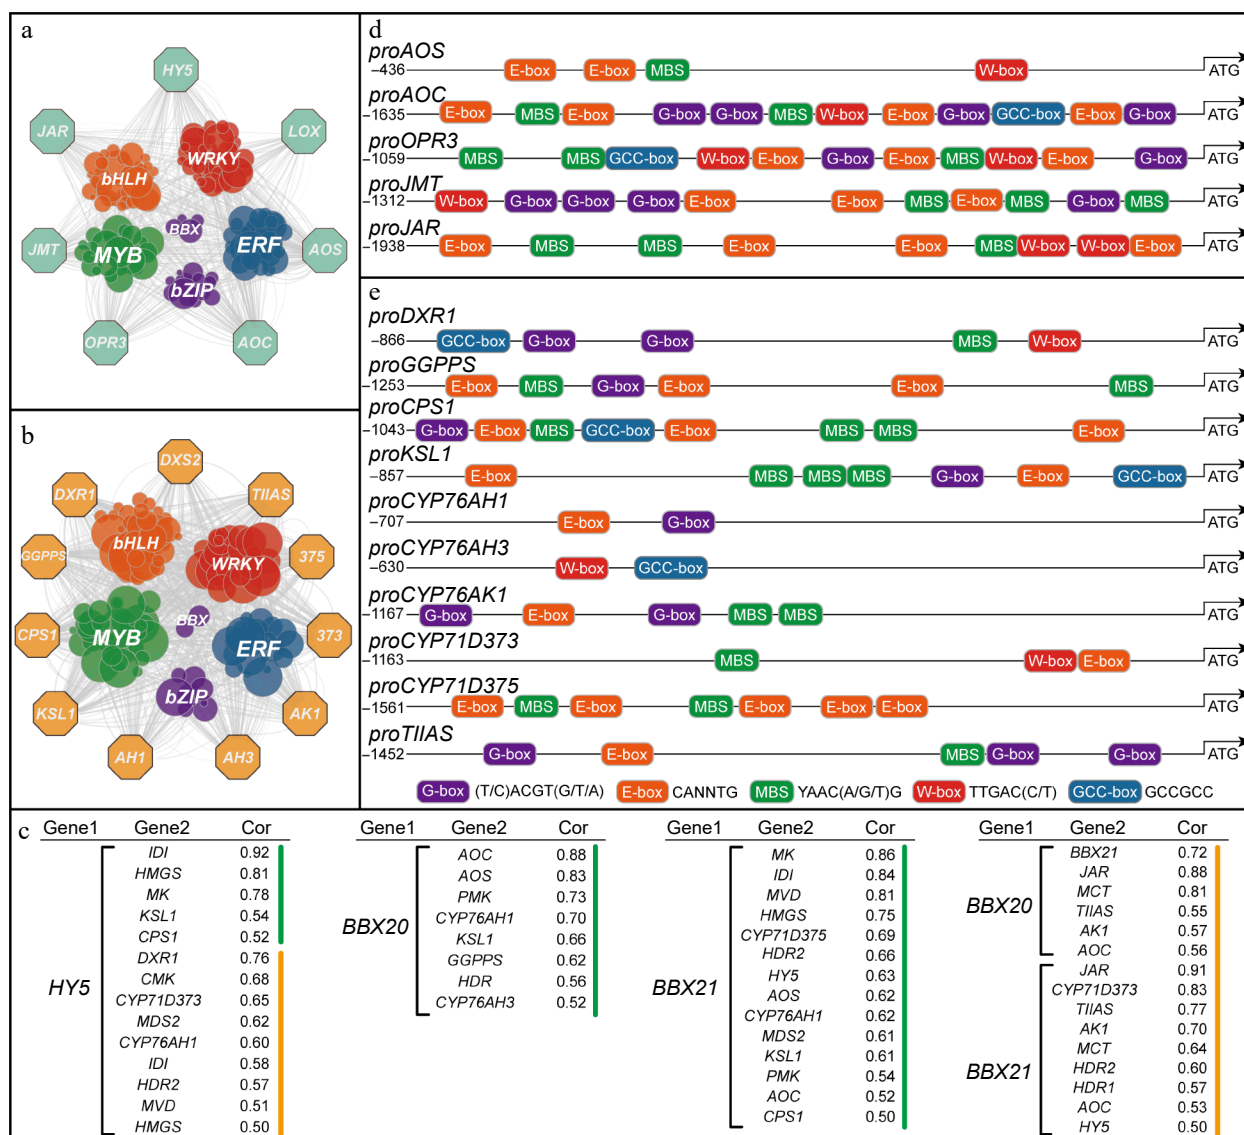 a
HY5
JAR
LOX
WRKY
bHLH
BBX
MYB
ERF
JMT
AOS
bZIP
OPR3
AOC
b
DXS2
DXR1
TIIAS
bHLH
GGPPS
WRKY
375
BBX
CPS1
MYB
ERF
373
bZIP
KSL1
AK1
AH1
AH3
d
proAOS
−436 E-box E-box MBS W-box ATG
proAOC
−1635 E-box MBS E-box G-box G-box MBS W-box E-box G-box GCC-box E-box G-box ATG
proOPR3
−1059 MBS MBS GCC-box W-box E-box G-box E-box MBS W-box E-box G-box ATG
proJMT
−1312 W-box G-box G-box G-box E-box E-box MBS E-box MBS G-box MBS ATG
proJAR
−1938 E-box MBS MBS E-box E-box MBS W-box W-box E-box ATG
e
proDXR1
−866 GCC-box G-box G-box MBS W-box ATG
proGGPPS
−1253 E-box MBS G-box E-box E-box MBS ATG
proCPS1
−1043 G-box E-box MBS GCC-box E-box MBS MBS E-box ATG
proKSL1
−857 E-box MBS MBS MBS G-box E-box GCC-box ATG
proCYP76AH1
−707 E-box G-box ATG
proCYP76AH3
−630 W-box GCC-box ATG
proCYP76AK1
−1167 G-box E-box G-box MBS MBS ATG
proCYP71D373
−1163 MBS W-box E-box ATG
proCYP71D375
−1561 E-box MBS E-box MBS E-box E-box E-box ATG
proTIIAS
−1452 G-box E-box MBS G-box G-box ATG
G-box (T/C)ACGT(G/T/A) E-box CANNTG MBS YAAC(A/G/T)G W-box TTGAC(C/T) GCC-box GCCGCC
c
Gene1 Gene2 Cor
HY5
IDI 0.92
HMGS 0.81
MK 0.78
KSL1 0.54
CPS1 0.52
DXR1 0.76
CMK 0.68
CYP71D373 0.65
MDS2 0.62
CYP76AH1 0.60
IDI 0.58
HDR2 0.57
MVD 0.51
HMGS 0.50
Gene1 Gene2 Cor
BBX20
AOC 0.88
AOS 0.83
PMK 0.73
CYP76AH1 0.70
KSL1 0.66
GGPPS 0.62
HDR 0.56
CYP76AH3 0.52
Gene1 Gene2 Cor
BBX21
MK 0.86
IDI 0.84
MVD 0.81
HMGS 0.75
CYP71D375 0.69
HDR2 0.66
HY5 0.63
AOS 0.62
CYP76AH1 0.62
MDS2 0.61
KSL1 0.61
PMK 0.54
AOC 0.52
CPS1 0.50
Gene1 Gene2 Cor
BBX20
BBX21 0.72
JAR 0.88
MCT 0.81
TIIAS 0.55
AK1 0.57
AOC 0.56
BBX21
JAR 0.91
CYP71D373 0.83
TIIAS 0.77
AK1 0.70
MCT 0.64
HDR2 0.60
HDR1 0.57
AOC 0.53
HY5 0.50